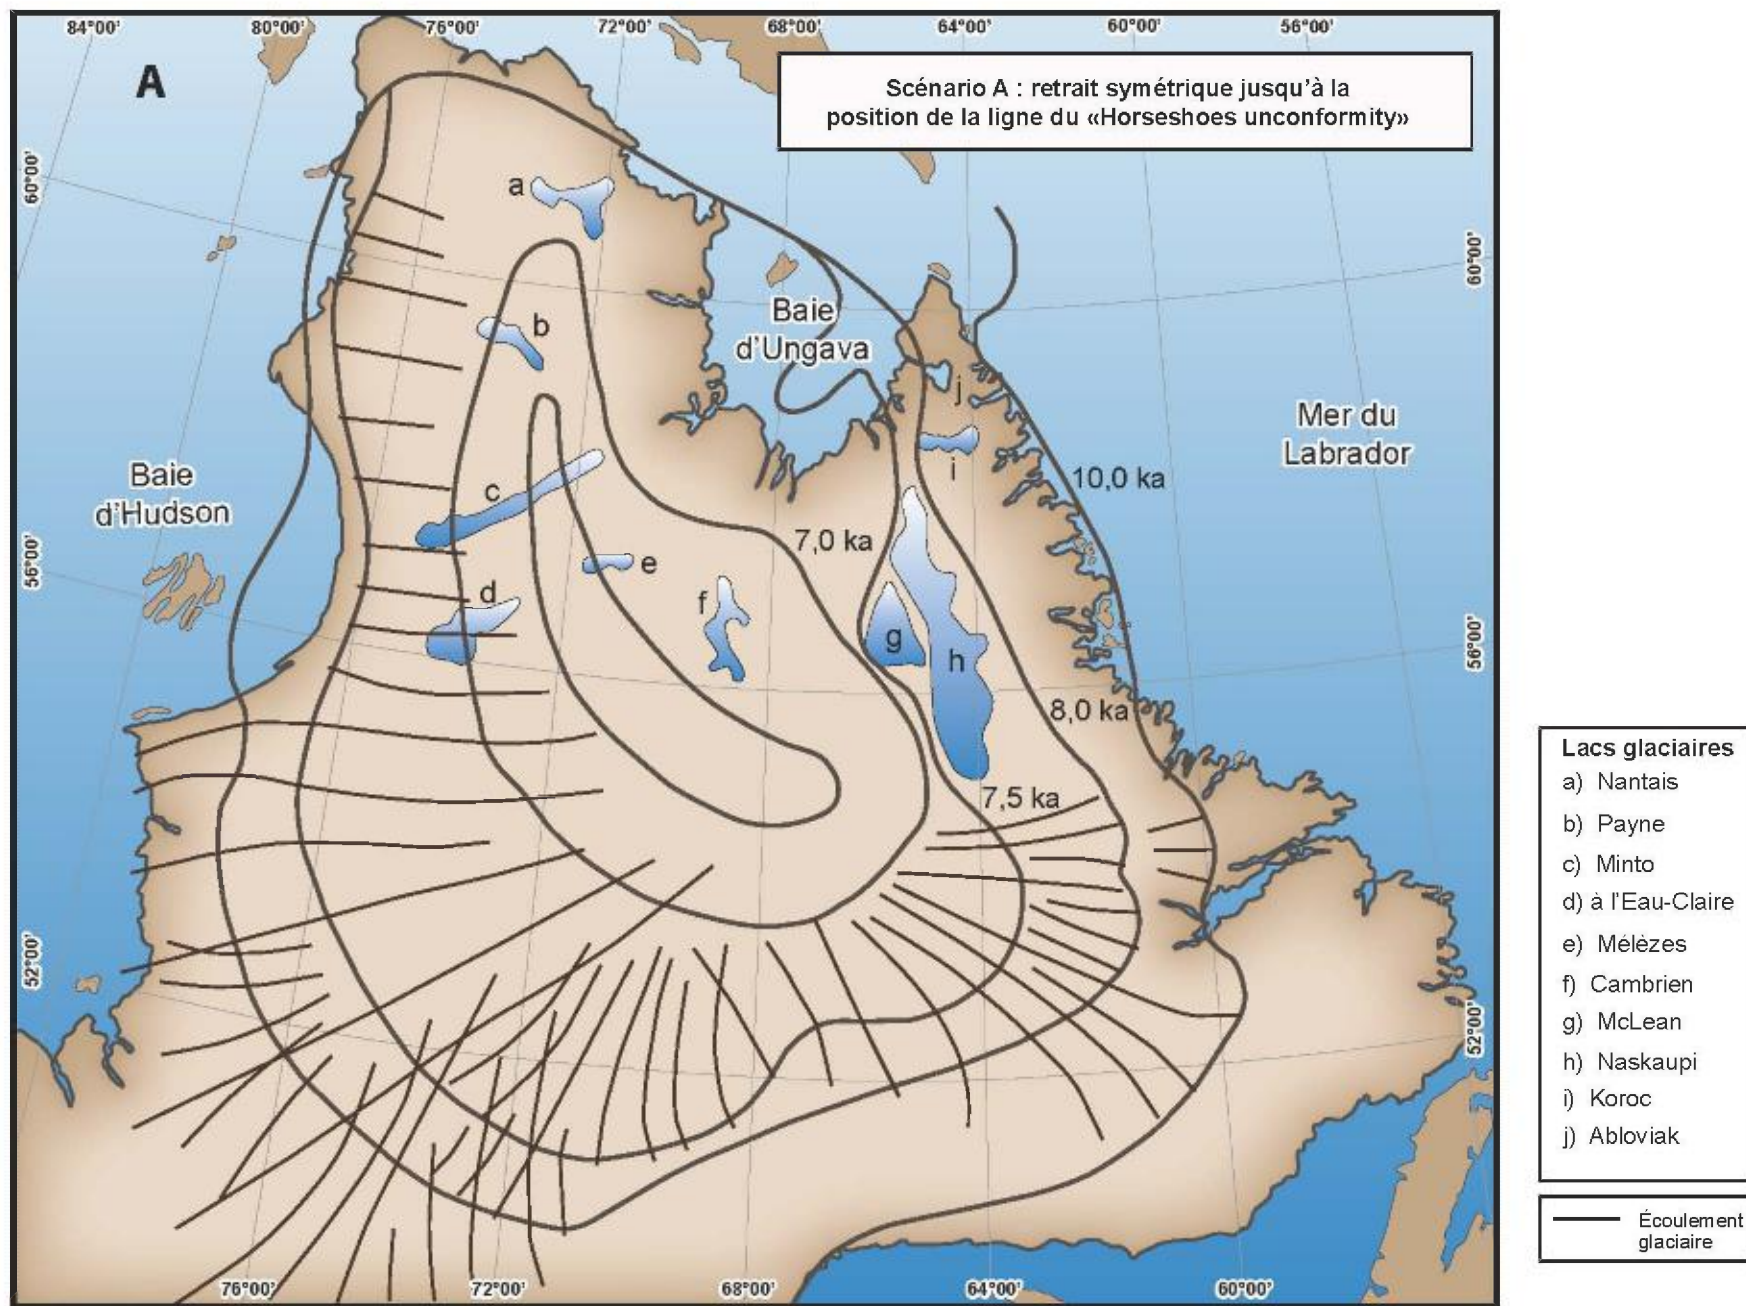 84°00'
80°00'
76°00'
72°00'
68°00'
64°00'
60°00'
56°00'
A
Scénario A : retrait symétrique jusqu'à la
position de la ligne du «Horseshoes unconformity»
60°00'
60°00'
a
b
Baie
d'Ungava
j
i
Mer du
Labrador
Baie
d'Hudson
c
10,0 ka
7,0 ka
56°00'
56°00'
d
e
f
g
h
8,0 ka
7,5 ka
52°00'
52°00'
76°00'
72°00'
68°00'
64°00'
60°00'
Lacs glaciaires
a) Nantais
b) Payne
c) Minto
d) à l'Eau-Claire
e) Mélèzes
f) Cambrien
g) McLean
h) Naskaupi
i) Koroc
j) Abloviak
Écoulement
glaciaire